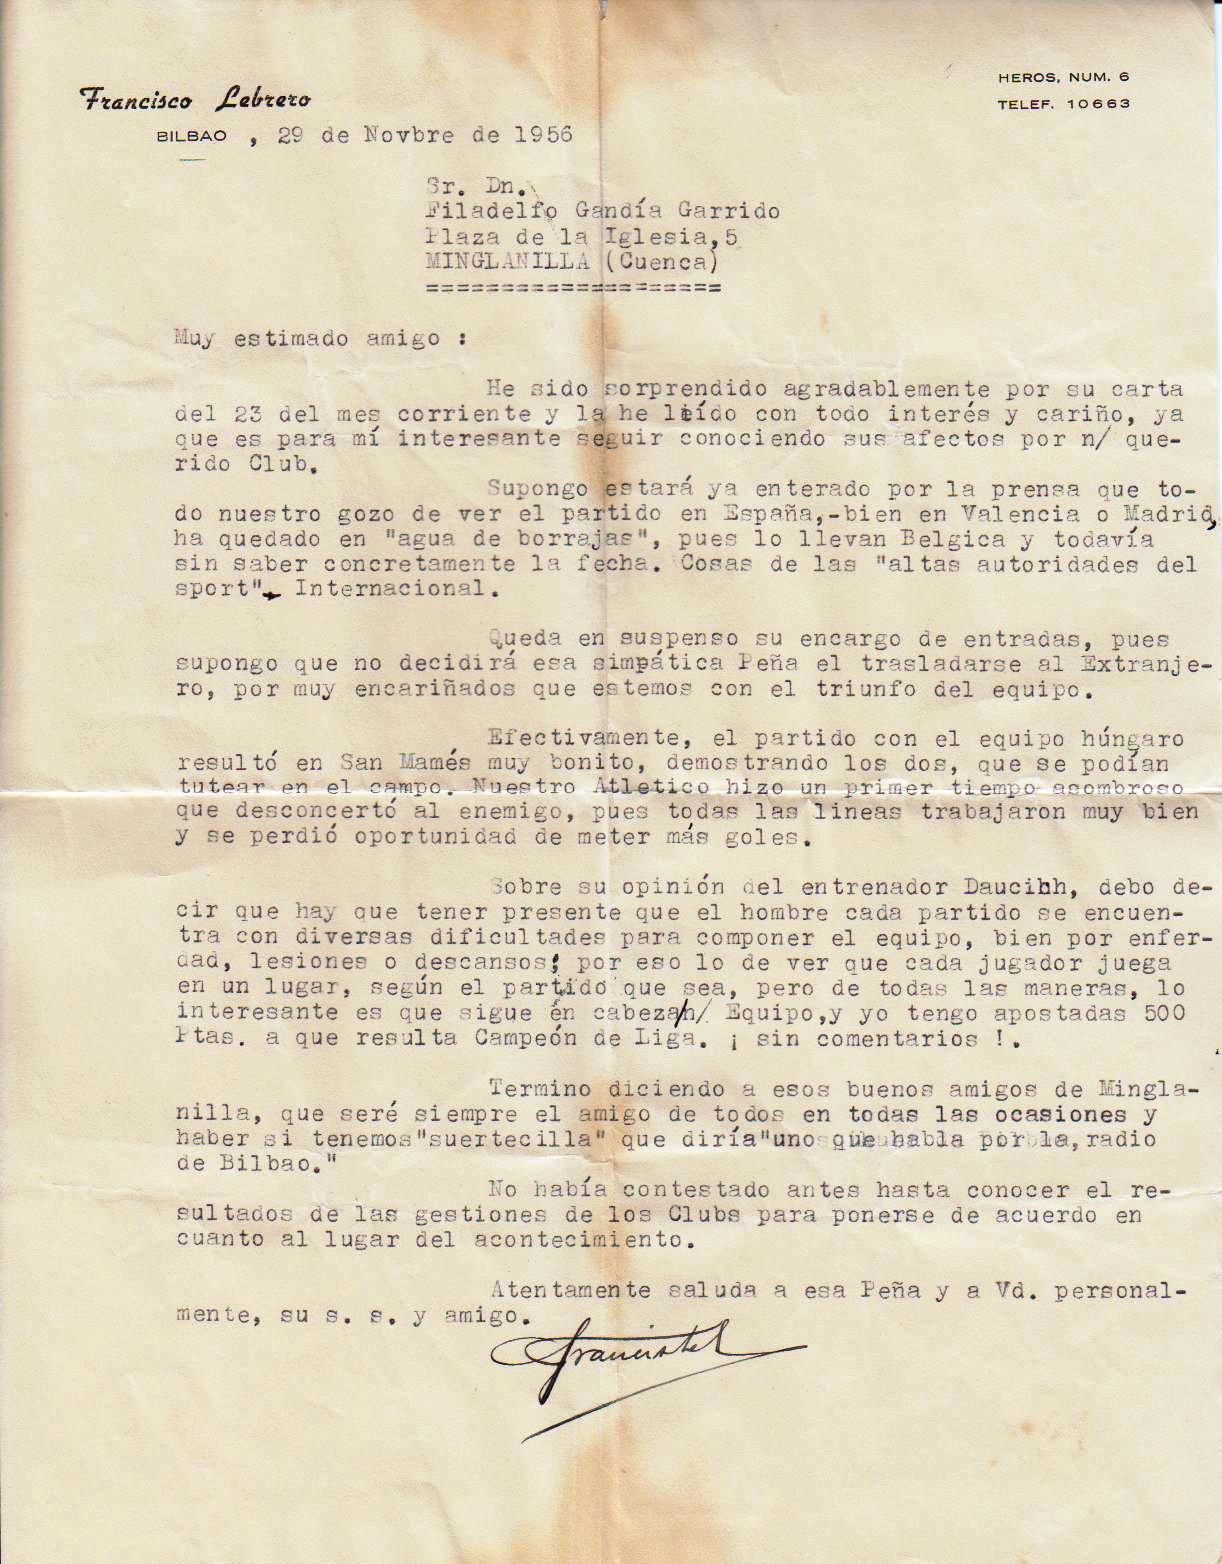 Francisco Lebrero
HEROS, NUM. 6
TELEF. 10663
BILBAO , 29 de Novbre de 1956
Sr. Dn.
Filadelfo Gandía Garrido
Plaza de la Iglesia,5
MINGLANILLA (Cuenca)
====================
Muy estimado amigo :
He sido sorprendido agradablemente por su carta
del 23 del mes corriente y la he leído con todo interés y cariño, ya
que es para mí interesante seguir conociendo sus afectos por n/ que-
rido Club.
Supongo estará ya enterado por la prensa que to-
do nuestro gozo de ver el partido en España,-bien en Valencia o Madrid,
ha quedado en "agua de borrajas", pues lo llevan Belgica y todavía
sin saber concretamente la fecha. Cosas de las "altas autoridades del
sport". Internacional.
Queda en suspenso su encargo de entradas, pues
supongo que no decidirá esa simpática Peña el trasladarse al Extranje-
ro, por muy encariñados que estemos con el triunfo del equipo.
Efectivamente, el partido con el equipo húngaro
resultó en San Mamés muy bonito, demostrando los dos, que se podían
tutear en el campo. Nuestro Atletico hizo un primer tiempo asombroso
que desconcertó al enemigo, pues todas las lineas trabajaron muy bien
y se perdió oportunidad de meter más goles.
Sobre su opinión del entrenador Daucihh, debo de-
cir que hay que tener presente que el hombre cada partido se encuen-
tra con diversas dificultades para componer el equipo, bien por enfer-
dad, lesiones o descansos; por eso lo de ver que cada jugador juega
en un lugar, según el partido que sea, pero de todas las maneras, lo
interesante es que sigue én cabeza/n/ Equipo,y yo tengo apostadas 500
Ptas. a que resulta Campeón de Liga. ¡ sin comentarios !.
Termino diciendo a esos buenos amigos de Mingla-
nilla, que seré siempre el amigo de todos en todas las ocasiones y
haber si tenemos"suertecilla" que diría"uno que habla por la, radio
de Bilbao."
No había contestado antes hasta conocer el re-
sultados de las gestiones de los Clubs para ponerse de acuerdo en
cuanto al lugar del acontecimiento.
Atentamente saluda a esa Peña y a Vd. personal-
mente, su s. s. y amigo.